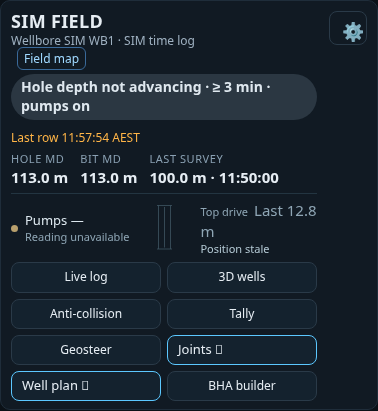 SIM FIELD
Wellbore SIM WB1 · SIM time log
Field map
Hole depth not advancing · ≥ 3 min ·
pumps on
Last row 11:57:54 AEST
HOLE MD BIT MD LAST SURVEY
113.0 m 113.0 m 100.0 m · 11:50:00
Pumps —
Reading unavailable
Top drive Last 12.8
m
Position stale
Live log
3D wells
Anti-collision
Tally
Geosteer
Joints
Well plan
BHA builder